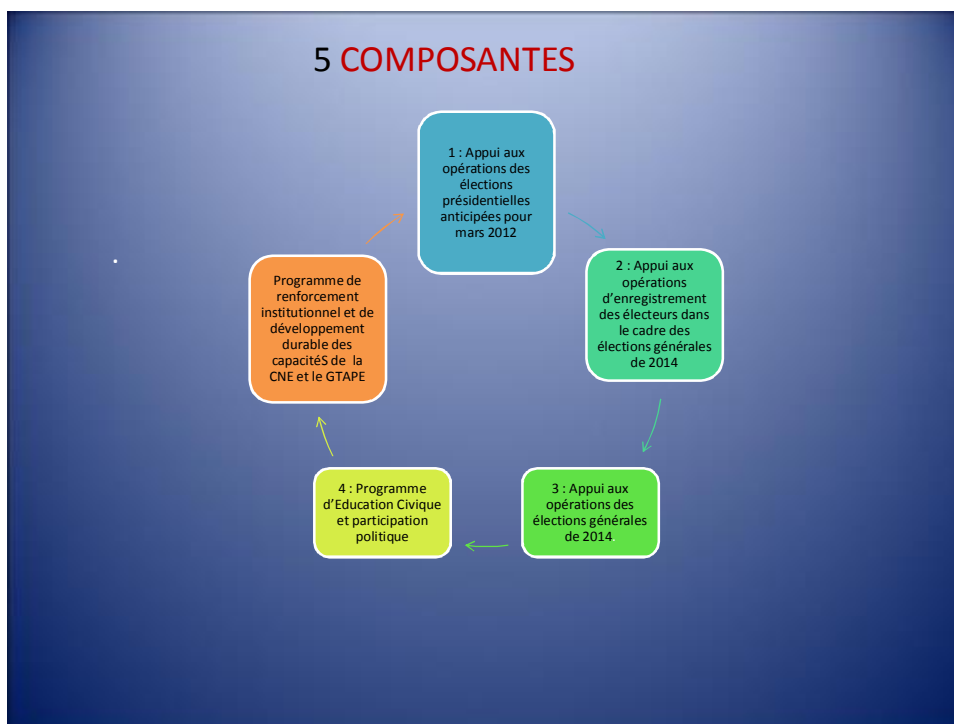 5 COMPOSANTES
1 : Appui aux
opérations des
élections
présidentielles
anticipées pour
mars 2012
2 : Appui aux
opérations
d'enregistrement
des électeurs dans
le cadre des
élections générales
de 2014
3 : Appui aux
opérations des
élections générales
de 2014
4 : Programme
d'Education Civique
et participation
politique
Programme de
renforcement
institutionnel et de
développement
durable des
capacitéS de la
CNE et le GTAPE
.